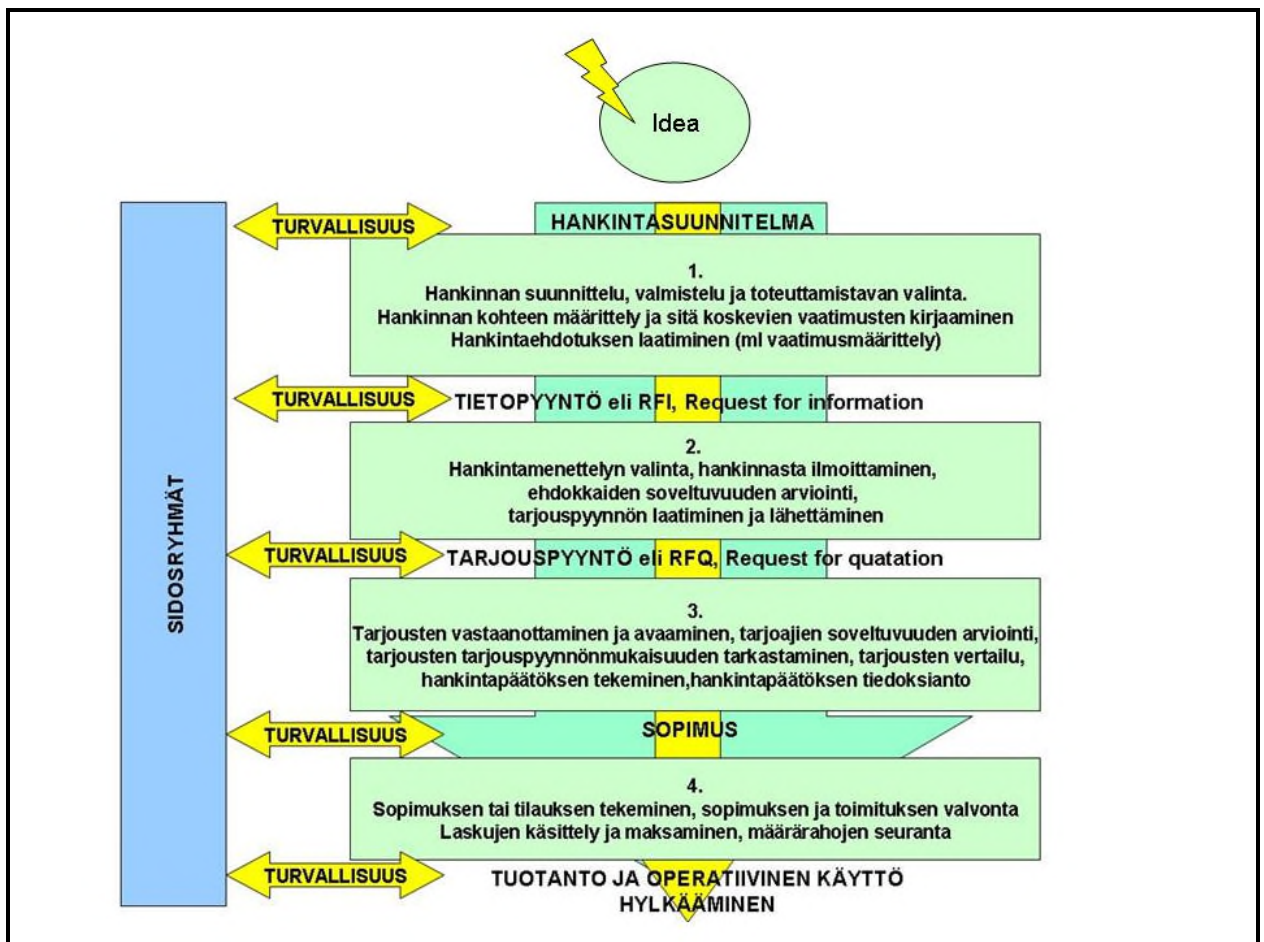 Idea
SIDOSRYHMÄT
TURVALLISUUS
HANKINTASUUNNITELMA
1.
Hankinnan suunnittelu, valmistelu ja toteuttamistavan valinta.
Hankinnan kohteen määrittely ja sitä koskevien vaatimusten kirjaaminen
Hankintaehdotuksen laatiminen (ml vaatimusmäärittely)
TURVALLISUUS
TIETOPYYNTÖ eli RFI, Request for information
2.
Hankintamenettelyn valinta, hankinnasta ilmoittaminen,
ehdokkaiden soveltuvuuden arviointi,
tarjouspyynnön laatiminen ja lähettäminen
TURVALLISUUS
TARJOUSPYYNTÖ eli RFQ, Request for quatation
3.
Tarjousten vastaanottaminen ja avaaminen, tarjoajien soveltuvuuden arviointi,
tarjousten tarjouspyynnönmukaisuuden tarkastaminen, tarjousten vertailu,
hankintapäätöksen tekeminen,hankintapäätöksen tiedoksianto
TURVALLISUUS
SOPIMUS
4.
Sopimuksen tai tilauksen tekeminen, sopimuksen ja toimituksen valvonta
Laskujen käsittely ja maksaminen, määrärahojen seuranta
TURVALLISUUS
TUOTANTO JA OPERATIIVINEN KÄYTTÖ
HYLKÄÄMINEN